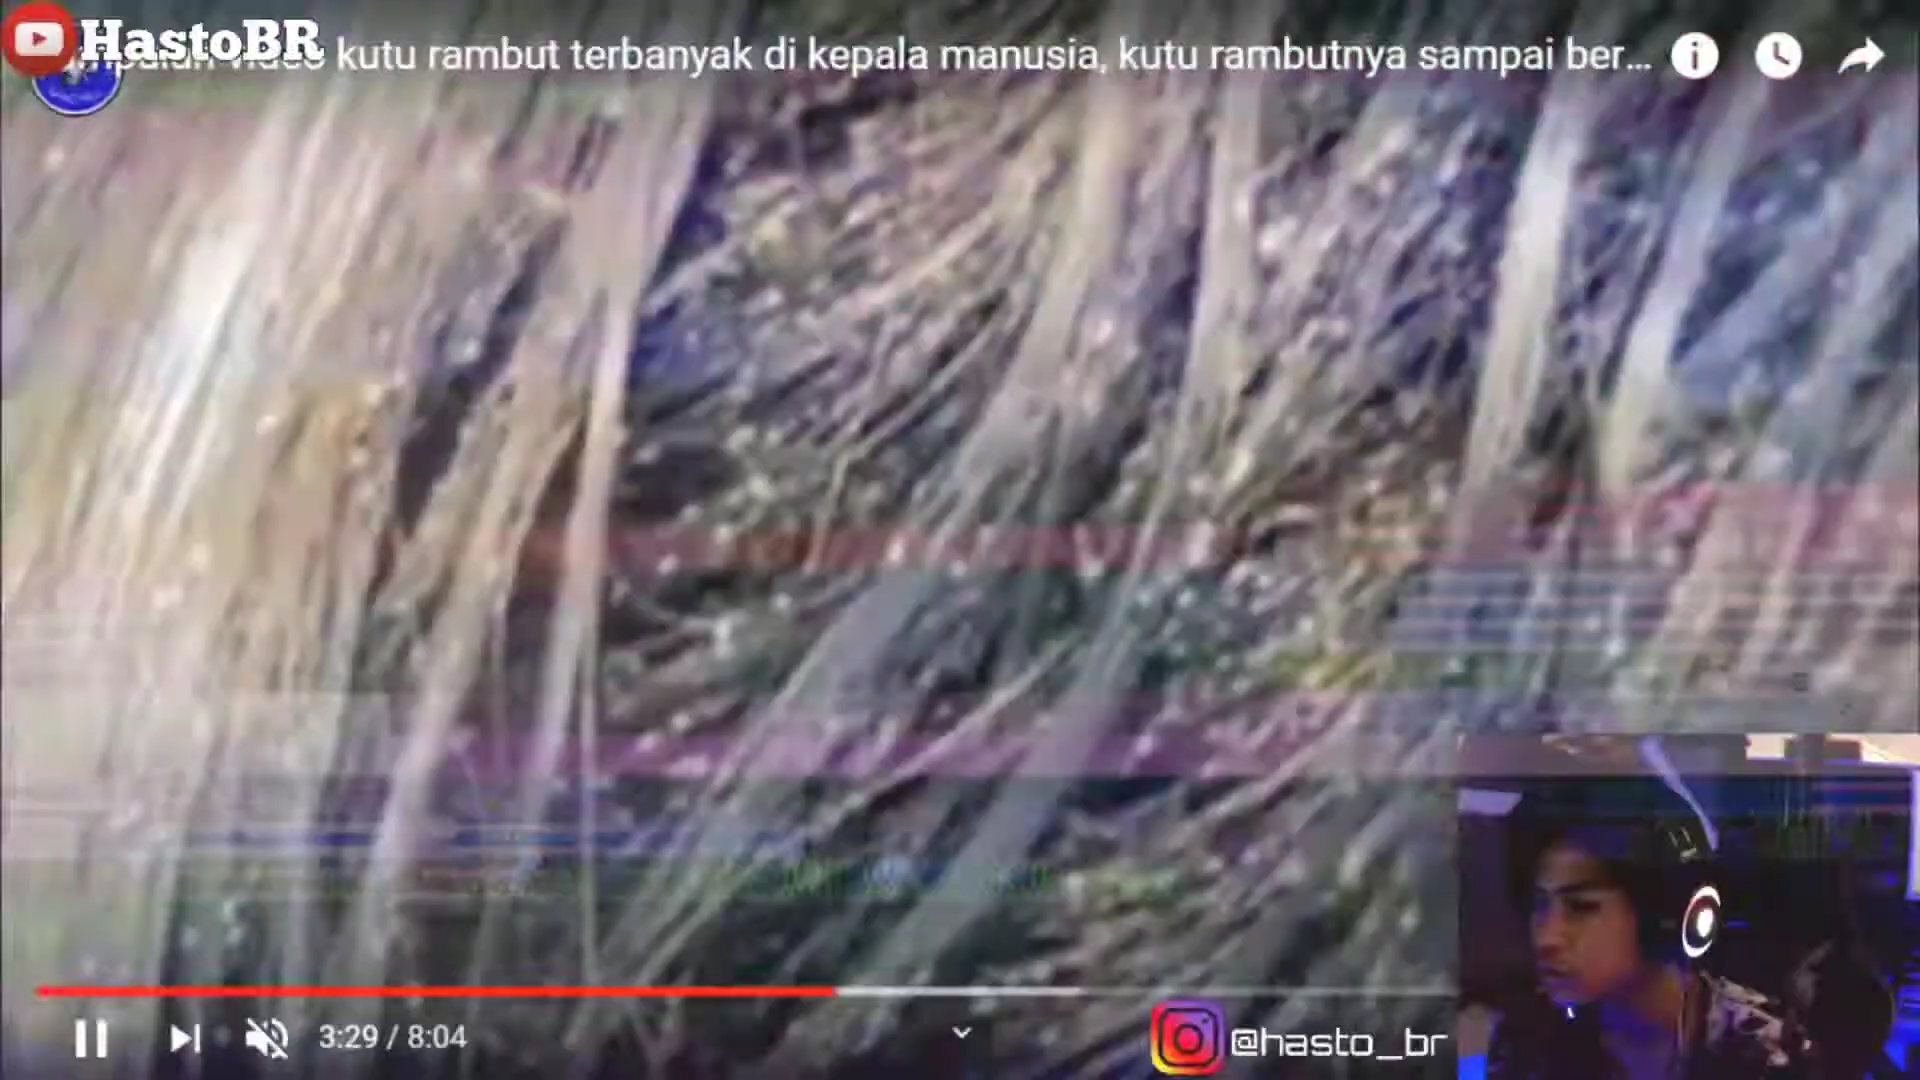 HastoBR
kutu rambut terbanyak di kepala manusia, kutu rambutnya sampai ber...
3:29 / 8:04
@hasto_br